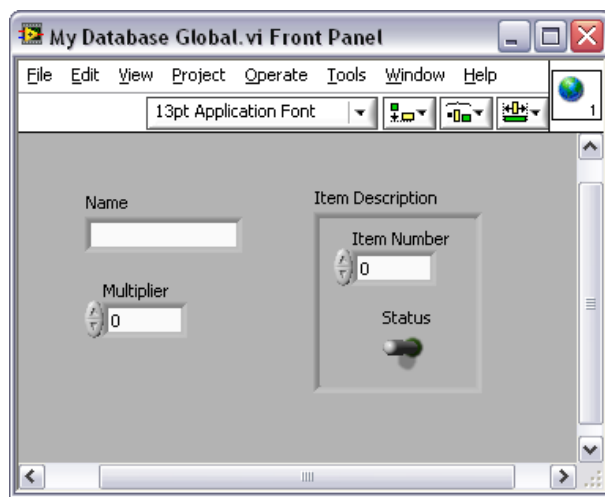 My Database Global.vi Front Panel
File Edit View Project Operate Tools Window Help
13pt Application Font
1
Name
Item Description
Item Number
0
Multiplier
0
Status